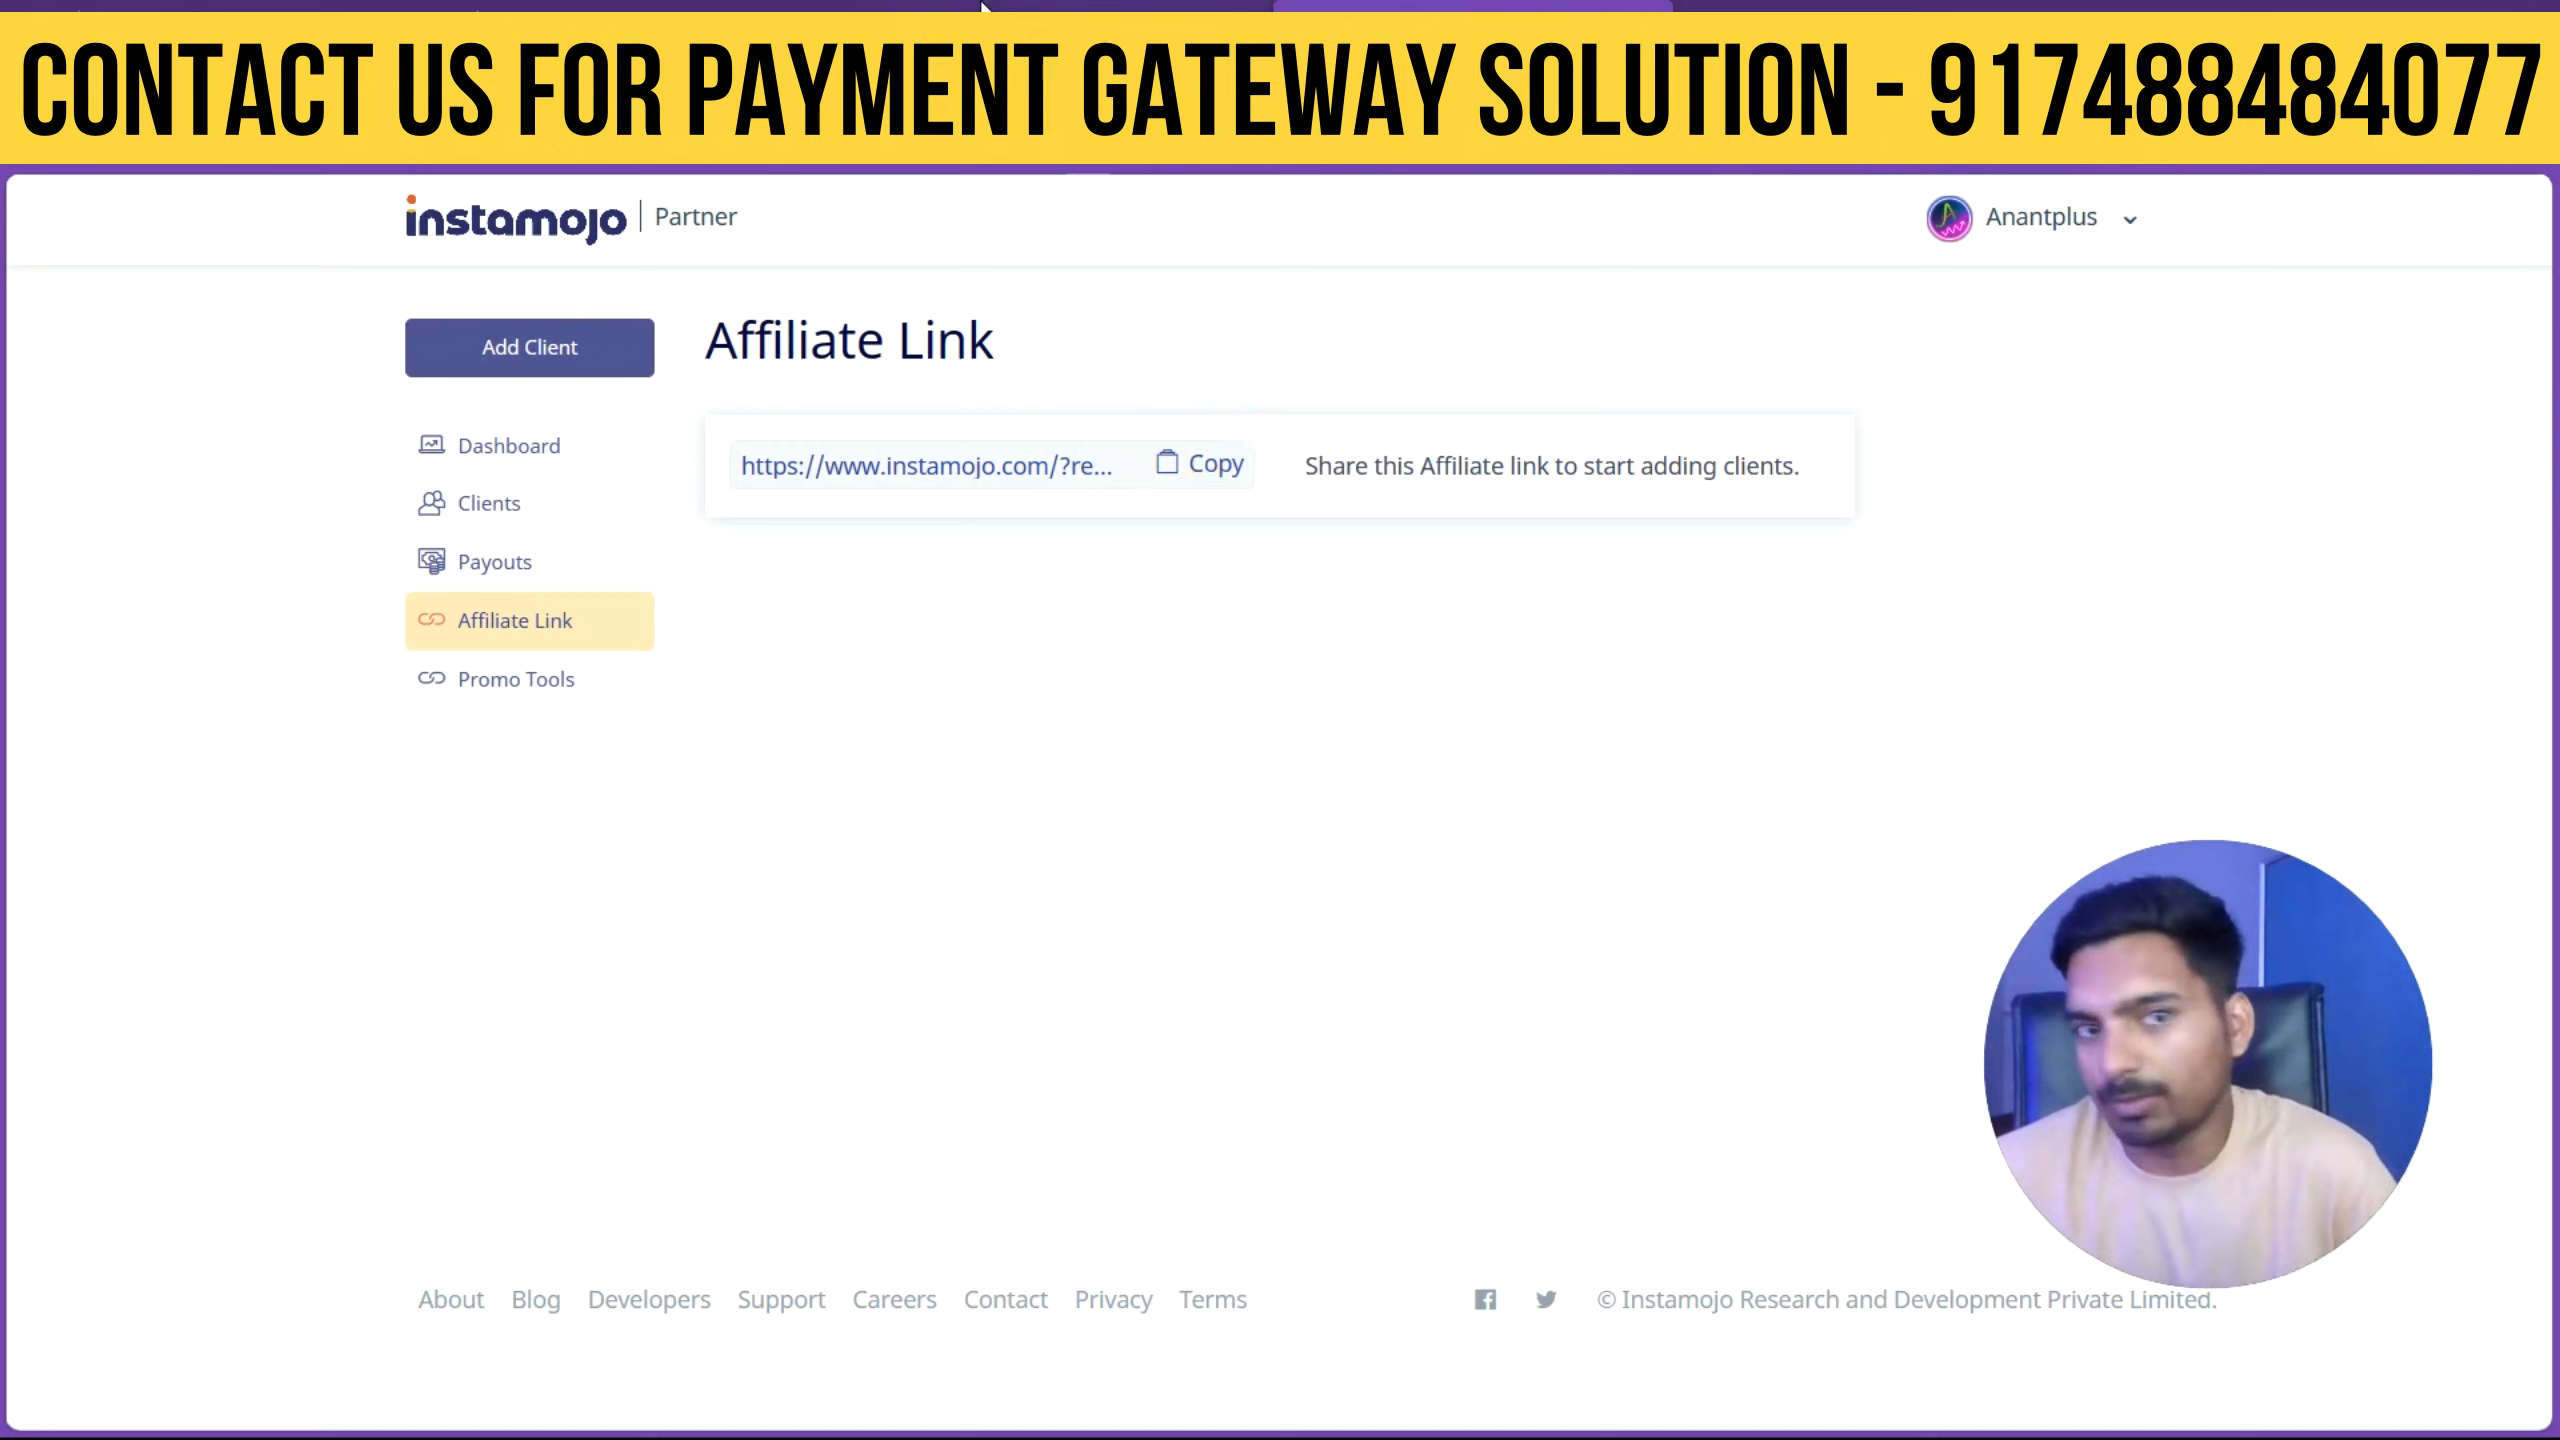 CONTACT US FOR PAYMENT GATEWAY SOLUTION - 917488484077
instamojo | Partner
Anantplus
Add Client
Affiliate Link
Dashboard
https://www.instamojo.com/?re...
Copy
Share this Affiliate link to start adding clients.
Clients
Payouts
Affiliate Link
Promo Tools
About Blog Developers Support Careers Contact Privacy Terms
© Instamojo Research and Development Private Limited.